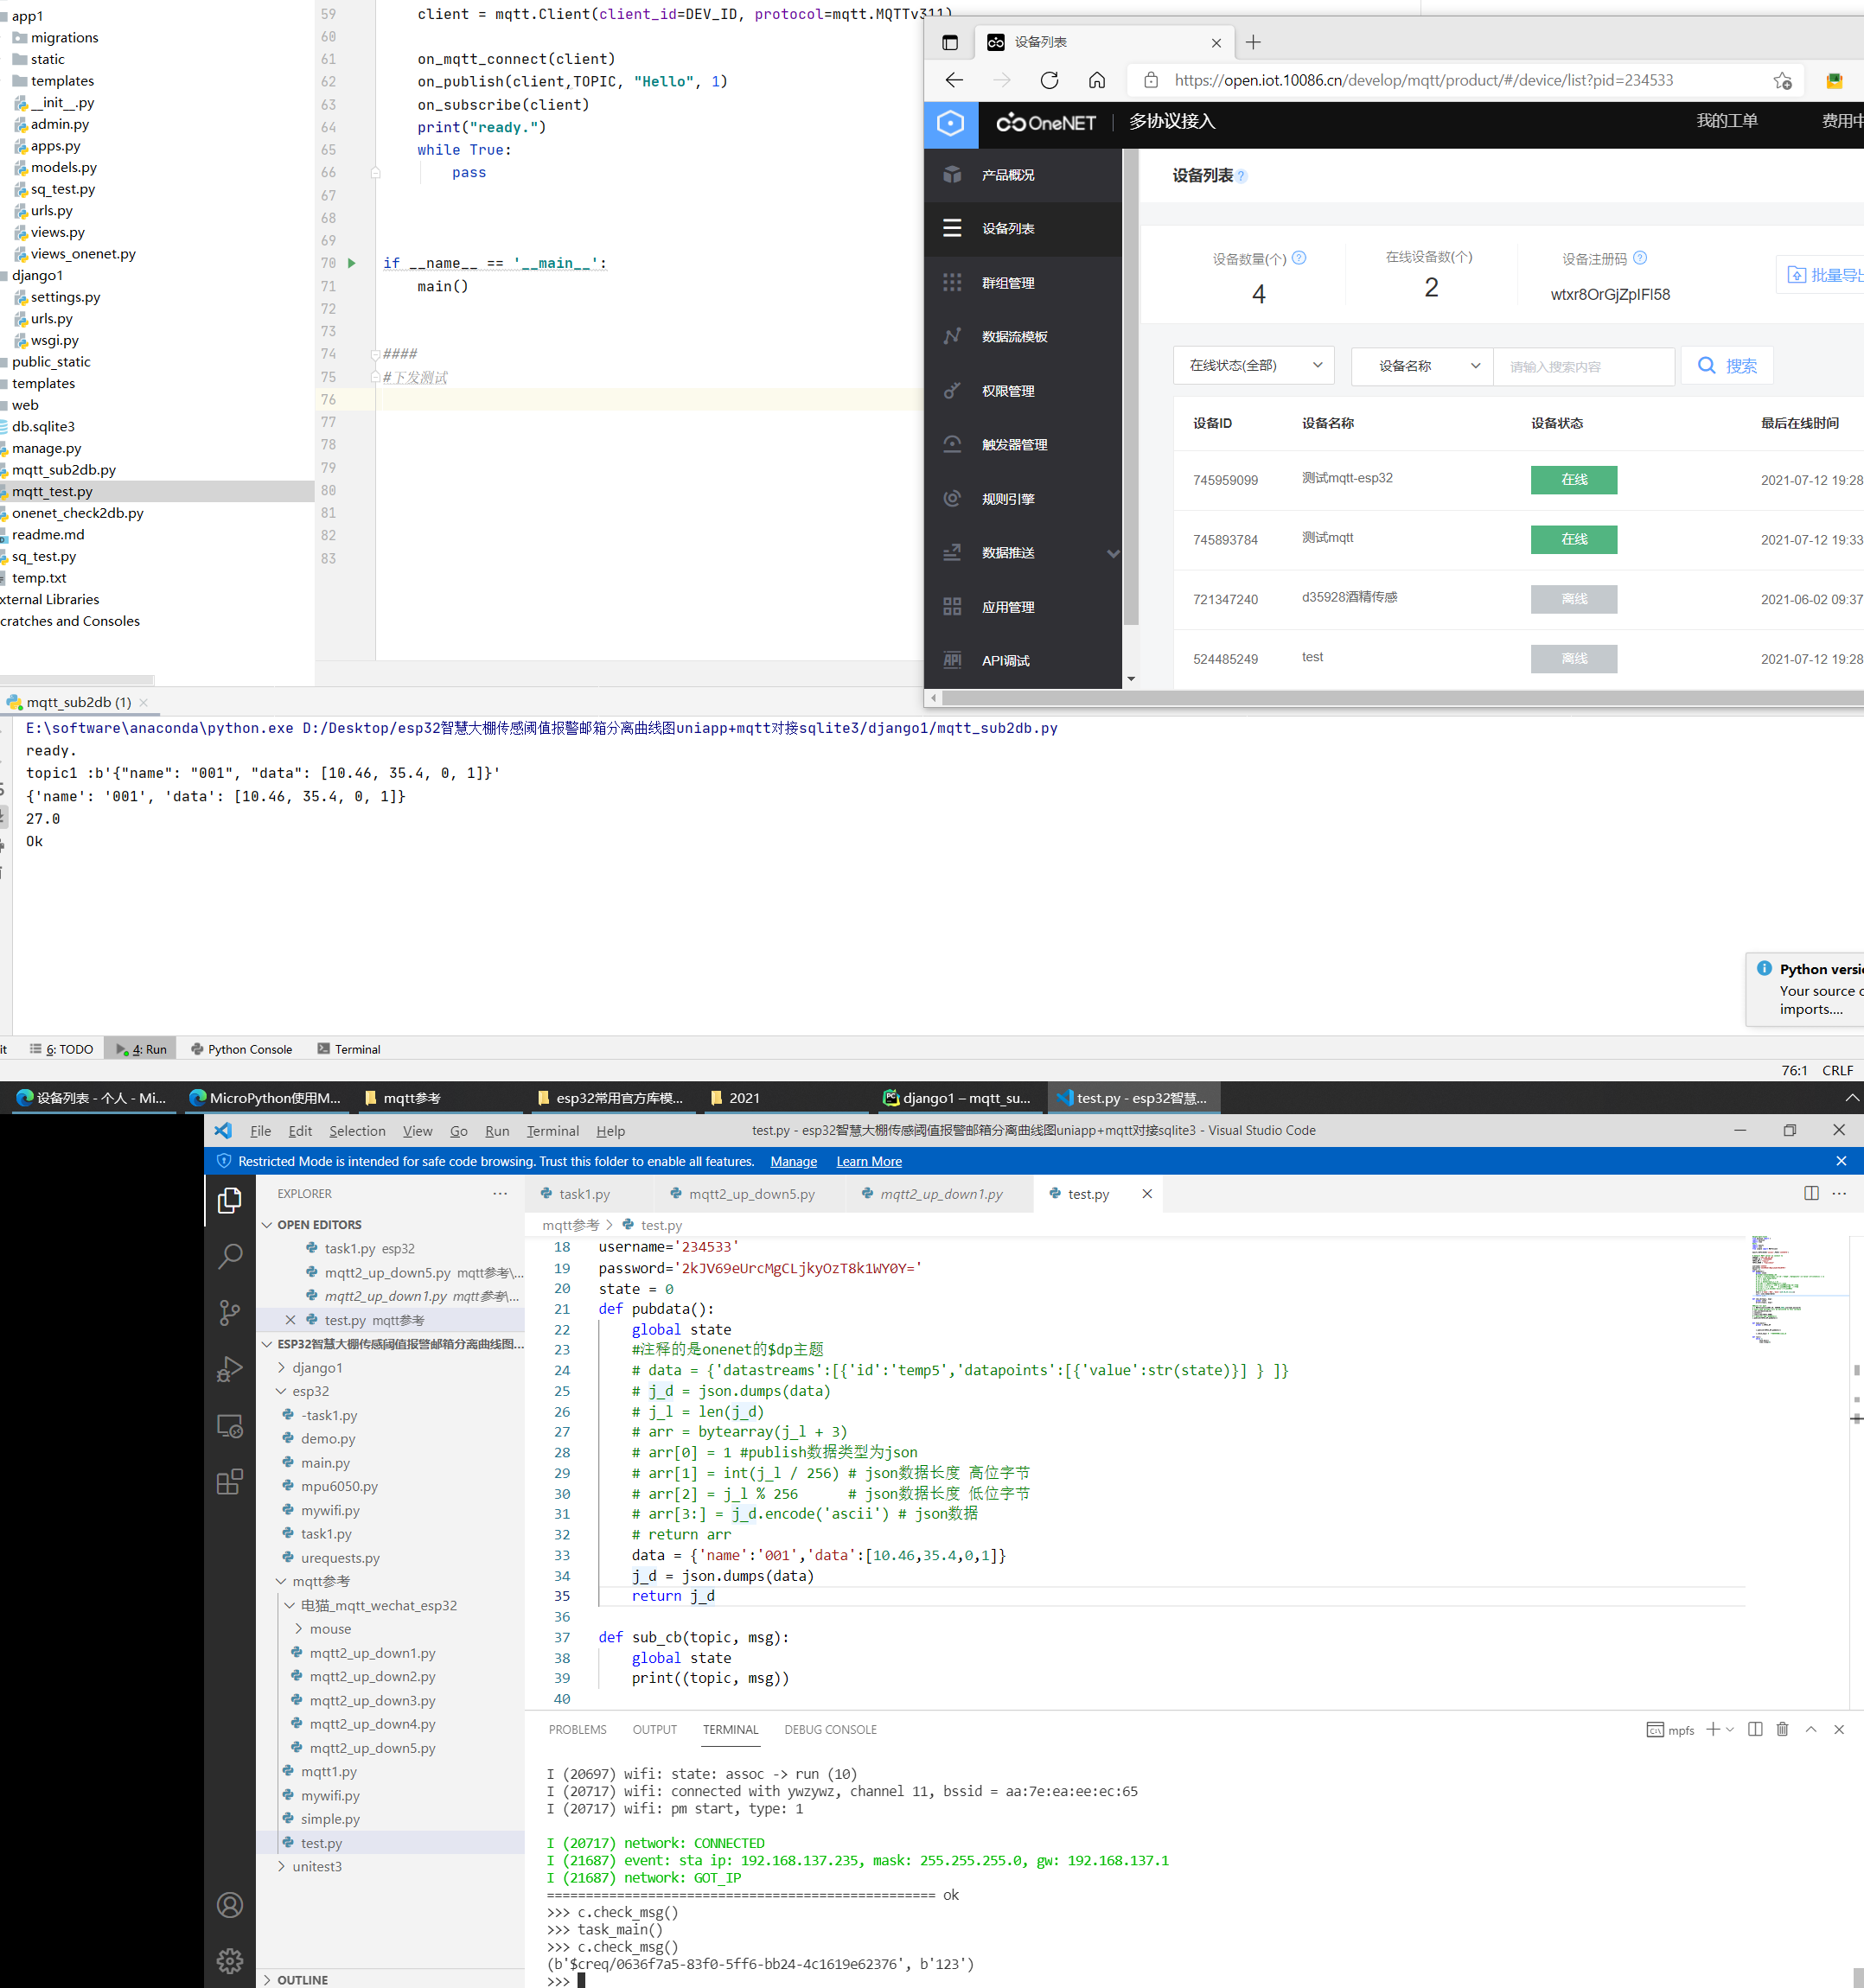 app1
migrations
static
templates
__init__.py
admin.py
apps.py
models.py
sq_test.py
urls.py
views.py
views_onenet.py
django1
settings.py
urls.py
wsgi.py
public_static
templates
web
db.sqlite3
manage.py
mqtt_sub2db.py
mqtt_test.py
onenet_check2db.py
readme.md
sq_test.py
temp.txt
xternal Libraries
cratches and Consoles
59 client = mqtt.Client(client_id=DEV_ID, protocol=mqtt.MQTTv311)
60
61 on_mqtt_connect(client)
62 on_publish(client,TOPIC, "Hello", 1)
63 on_subscribe(client)
64 print("ready.")
65 while True:
66 pass
67
68
69
70 if __name__ == '__main__':
71 main()
72
73
74 ####
75 #下发测试
76
77
78
79
80
81
82
83
设备列表
https://open.iot.10086.cn/develop/mqtt/product/#/device/list?pid=234533
OneNET 多协议接入 我的工单 费用中
产品概况
设备列表
群组管理
数据流模板
权限管理
触发器管理
规则引擎
数据推送
应用管理
API调试
设备列表
设备数量(个) 在线设备数(个) 设备注册码
4 2 wtxr8OrGjZpIFl58
批量导出
在线状态(全部) 设备名称 请输入搜索内容 搜索
设备ID 设备名称 设备状态 最后在线时间
745959099 测试mqtt-esp32 在线 2021-07-12 19:28
745893784 测试mqtt 在线 2021-07-12 19:33
721347240 d35928酒精传感 离线 2021-06-02 09:37
524485249 test 离线 2021-07-12 19:28
mqtt_sub2db (1)
E:\software\anaconda\python.exe D:/Desktop/esp32智慧大棚传感阈值报警邮箱分离曲线图uniapp+mqtt对接sqlite3/django1/mqtt_sub2db.py
ready.
topic1 :b'{"name": "001", "data": [10.46, 35.4, 0, 1]}'
{'name': '001', 'data': [10.46, 35.4, 0, 1]}
27.0
Ok
Python versi
Your source c
imports....
it 6: TODO 4: Run Python Console Terminal
76:1 CRLF
设备列表 - 个人 - Mi... MicroPython使用M... mqtt参考 esp32常用官方库模... 2021 django1 – mqtt_su... test.py - esp32智慧...
File Edit Selection View Go Run Terminal Help test.py - esp32智慧大棚传感阈值报警邮箱分离曲线图uniapp+mqtt对接sqlite3 - Visual Studio Code
Restricted Mode is intended for safe code browsing. Trust this folder to enable all features. Manage Learn More
EXPLORER
OPEN EDITORS
task1.py esp32
mqtt2_up_down5.py mqtt参考\...
mqtt2_up_down1.py mqtt参考\...
test.py mqtt参考
ESP32智慧大棚传感阈值报警邮箱分离曲线图...
django1
esp32
-task1.py
demo.py
main.py
mpu6050.py
mywifi.py
task1.py
urequests.py
mqtt参考
电猫_mqtt_wechat_esp32
mouse
mqtt2_up_down1.py
mqtt2_up_down2.py
mqtt2_up_down3.py
mqtt2_up_down4.py
mqtt2_up_down5.py
mqtt1.py
mywifi.py
simple.py
test.py
unitest3
OUTLINE
task1.py mqtt2_up_down5.py mqtt2_up_down1.py test.py
mqtt参考 > test.py
18 username='234533'
19 password='2kJV69eUrcMgCLjkyOzT8k1WY0Y='
20 state = 0
21 def pubdata():
22 global state
23 #注释的是onenet的$dp主题
24 # data = {'datastreams':[{'id':'temp5','datapoints':[{'value':str(state)}] } ]}
25 # j_d = json.dumps(data)
26 # j_l = len(j_d)
27 # arr = bytearray(j_l + 3)
28 # arr[0] = 1 #publish数据类型为json
29 # arr[1] = int(j_l / 256) # json数据长度 高位字节
30 # arr[2] = j_l % 256 # json数据长度 低位字节
31 # arr[3:] = j_d.encode('ascii') # json数据
32 # return arr
33 data = {'name':'001','data':[10.46,35.4,0,1]}
34 j_d = json.dumps(data)
35 return j_d
36
37 def sub_cb(topic, msg):
38 global state
39 print((topic, msg))
40
PROBLEMS OUTPUT TERMINAL DEBUG CONSOLE mpfs
I (20697) wifi: state: assoc -> run (10)
I (20717) wifi: connected with ywzywz, channel 11, bssid = aa:7e:ea:ee:ec:65
I (20717) wifi: pm start, type: 1
I (20717) network: CONNECTED
I (21687) event: sta ip: 192.168.137.235, mask: 255.255.255.0, gw: 192.168.137.1
I (21687) network: GOT_IP
================================================== ok
>>> c.check_msg()
>>> task_main()
>>> c.check_msg()
(b'$creq/0636f7a5-83f0-5ff6-bb24-4c1619e62376', b'123')
>>>